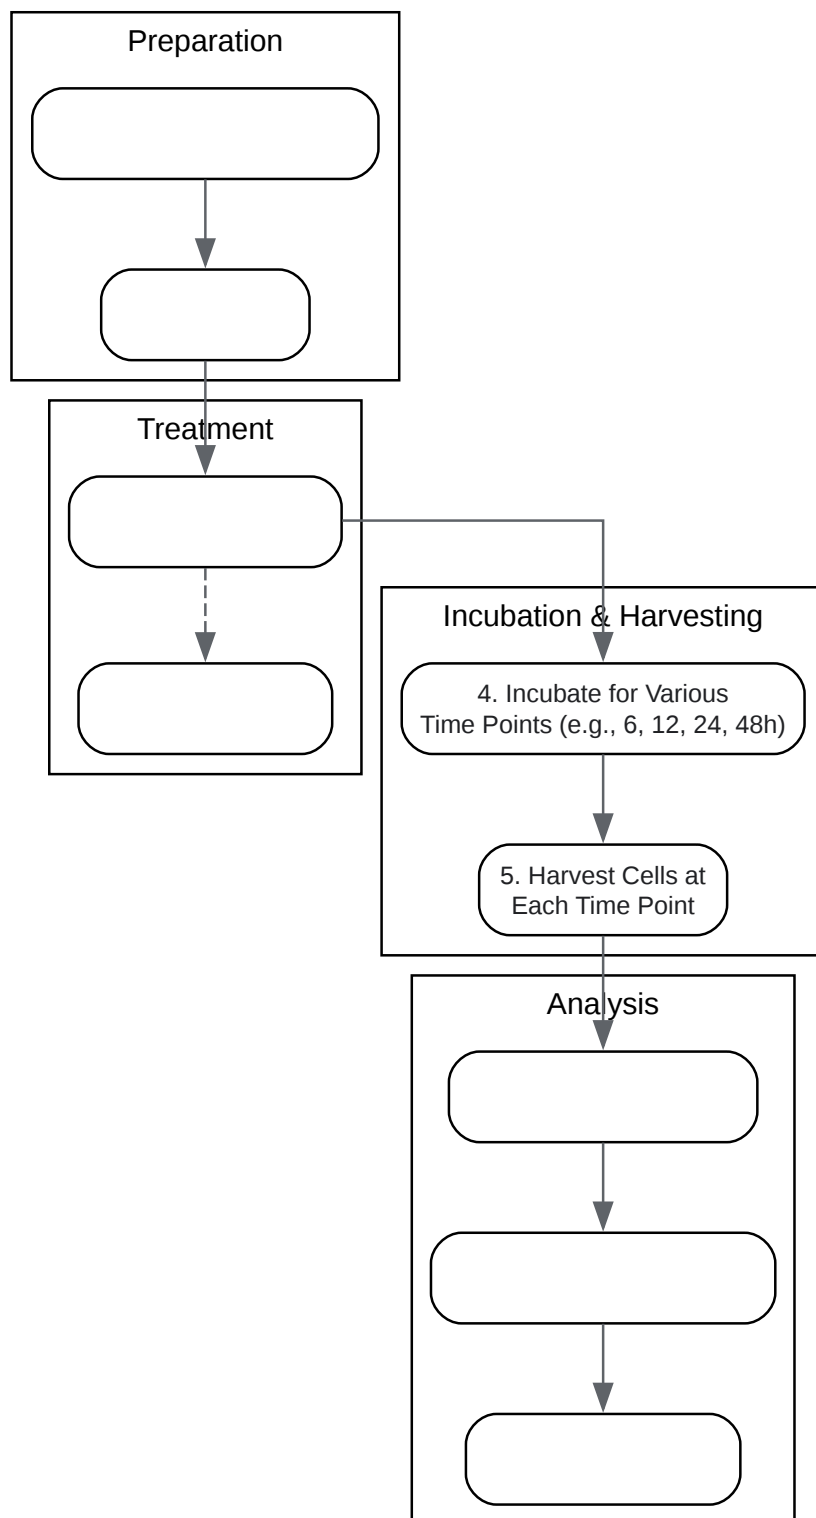 Preparation
Treatment
Incubation & Harvesting
4. Incubate for Various
Time Points (e.g., 6, 12, 24, 48h)
5. Harvest Cells at
Each Time Point
Analysis